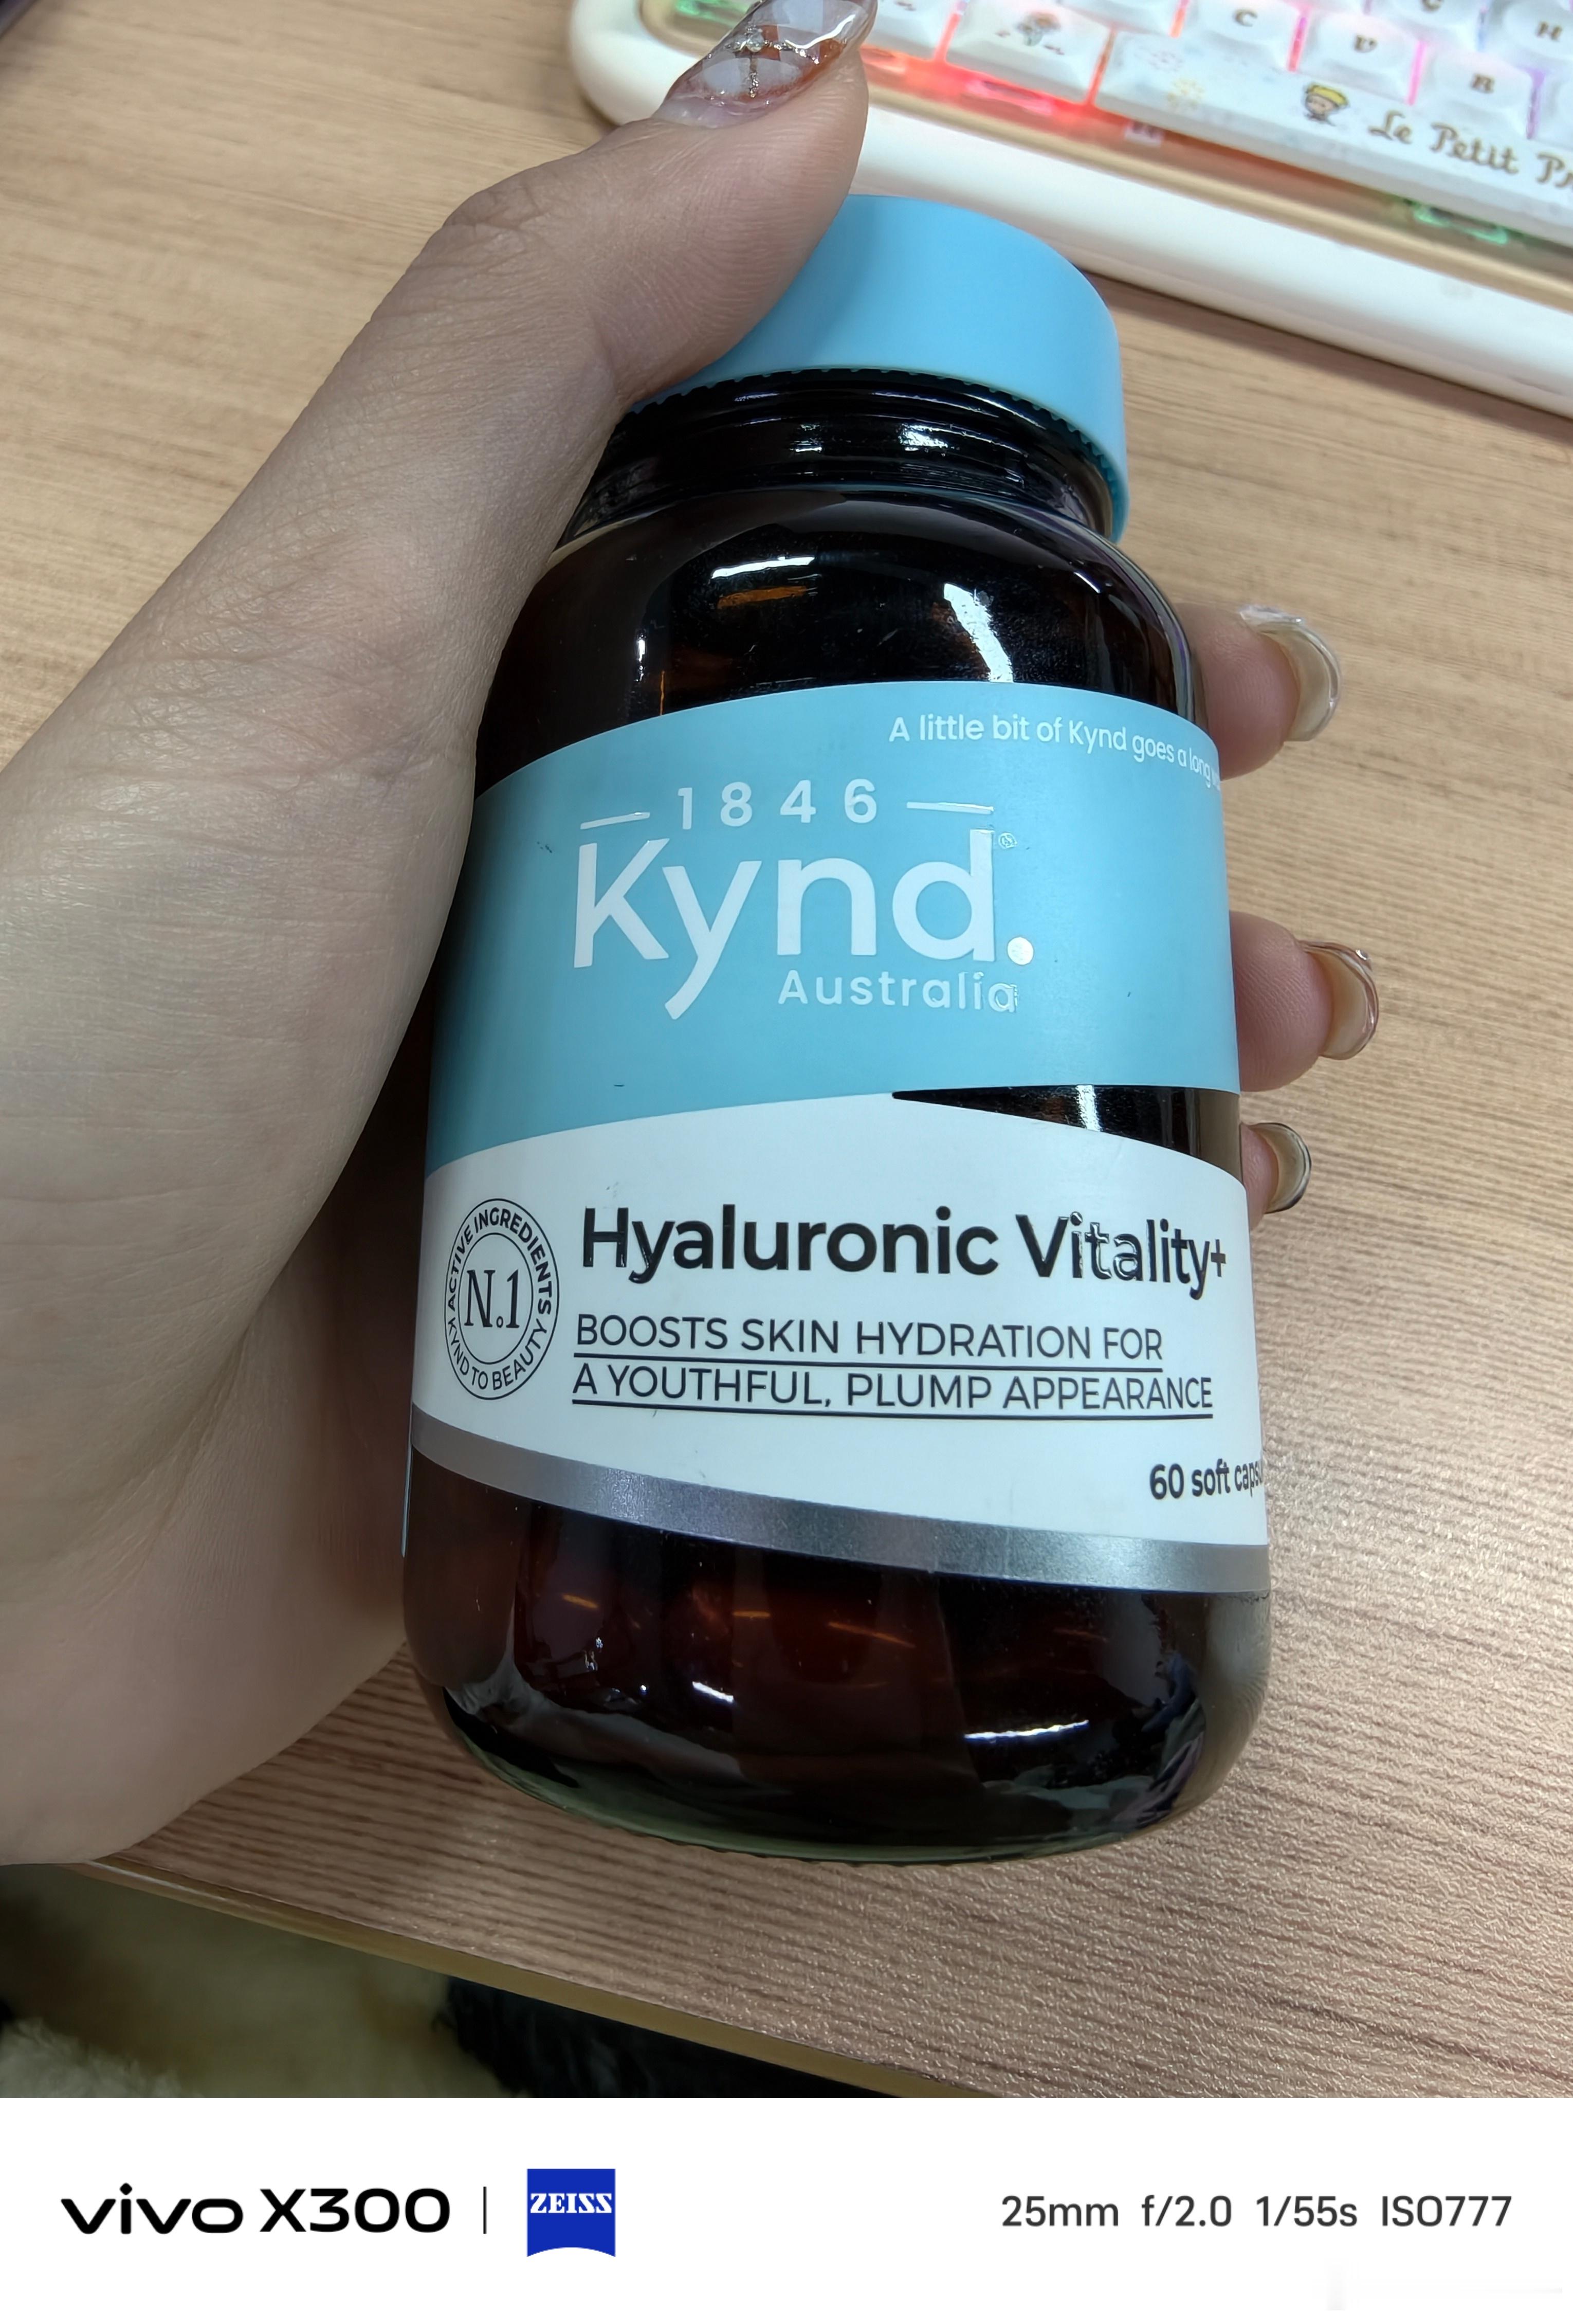 C
V
B
H
Le Petit Pr
A little bit of Kynd goes a long
1846
Kynd®.
Australia
ACTIVE INGREDIENTS
N.1
KYND TO BEAUTY
Hyaluronic Vitality+
BOOSTS SKIN HYDRATION FOR
A YOUTHFUL, PLUMP APPEARANCE
60 soft caps
vivo X300 | ZEISS
25mm f/2.0 1/55s ISO777